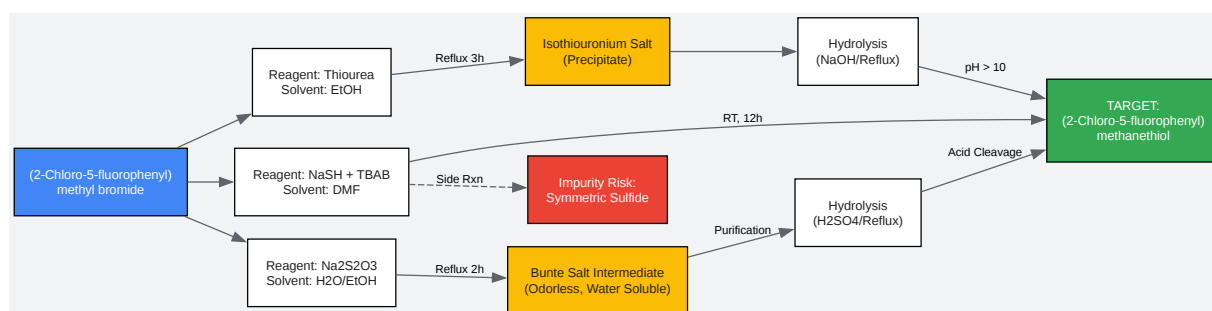 (2-Chloro-5-fluorophenyl)
methyl bromide
Reagent: Thiourea
Solvent: EtOH
Reflux 3h
Isothiouronium Salt
(Precipitate)
Hydrolysis
(NaOH/Reflux)
pH > 10
TARGET:
(2-Chloro-5-fluorophenyl)
methanethiol
Reagent: NaSH + TBAB
Solvent: DMF
RT, 12h
Side Rxn
Impurity Risk:
Symmetric Sulfide
Reagent: Na2S2O3
Solvent: H2O/EtOH
Reflux 2h
Bunte Salt Intermediate
(Odorless, Water Soluble)
Purification
Hydrolysis
(H2SO4/Reflux)
Acid Cleavage